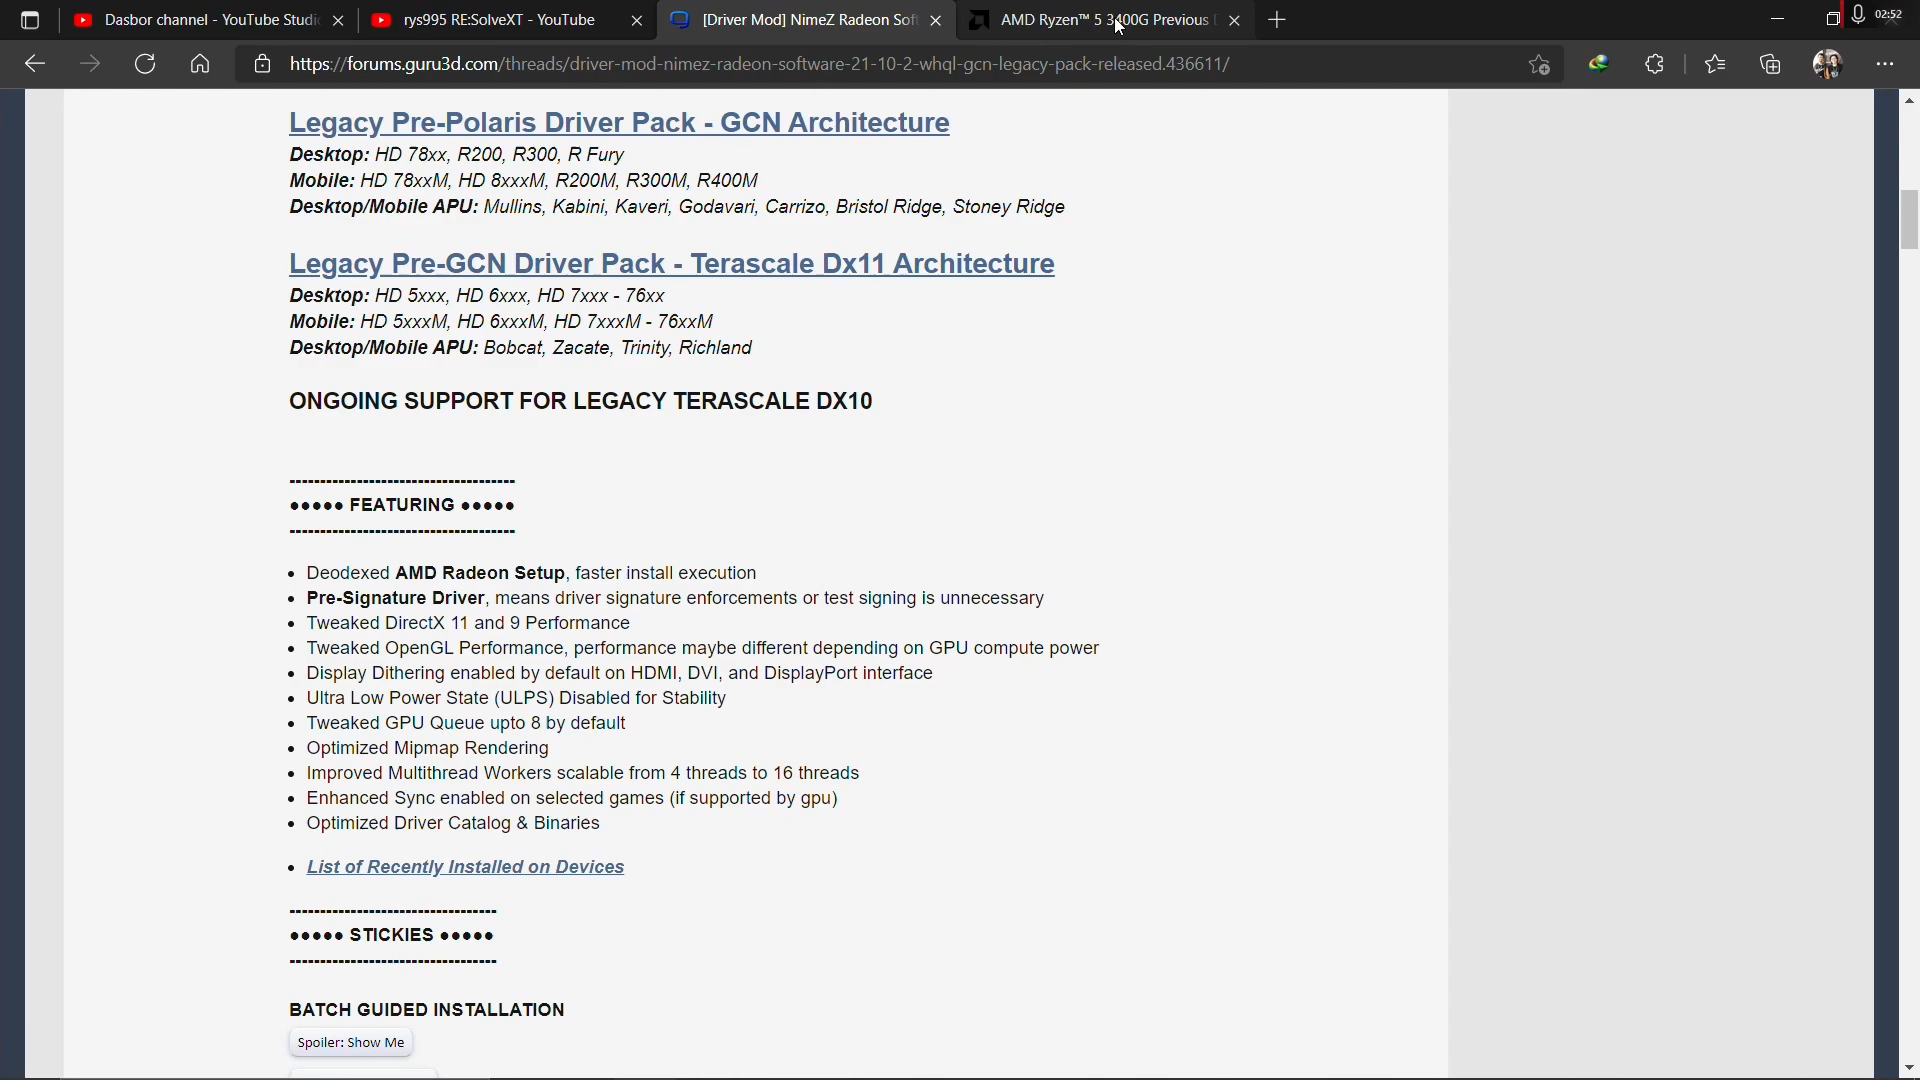 Dasbor channel - YouTube Studi
rys995 RE:SolveXT - YouTube
[Driver Mod] NimeZ Radeon Sof
AMD Ryzen™ 5 3400G Previous D
02:52
https://forums.guru3d.com/threads/driver-mod-nimez-radeon-software-21-10-2-whql-gcn-legacy-pack-released.436611/
Legacy Pre-Polaris Driver Pack - GCN Architecture
Desktop: HD 78xx, R200, R300, R Fury
Mobile: HD 78xxM, HD 8xxxM, R200M, R300M, R400M
Desktop/Mobile APU: Mullins, Kabini, Kaveri, Godavari, Carrizo, Bristol Ridge, Stoney Ridge
Legacy Pre-GCN Driver Pack - Terascale Dx11 Architecture
Desktop: HD 5xxx, HD 6xxx, HD 7xxx - 76xx
Mobile: HD 5xxxM, HD 6xxxM, HD 7xxxM - 76xxM
Desktop/Mobile APU: Bobcat, Zacate, Trinity, Richland
ONGOING SUPPORT FOR LEGACY TERASCALE DX10
-------------------------------------
●●●●● FEATURING ●●●●●
-------------------------------------
• Deodexed AMD Radeon Setup, faster install execution
• Pre-Signature Driver, means driver signature enforcements or test signing is unnecessary
• Tweaked DirectX 11 and 9 Performance
• Tweaked OpenGL Performance, performance maybe different depending on GPU compute power
• Display Dithering enabled by default on HDMI, DVI, and DisplayPort interface
• Ultra Low Power State (ULPS) Disabled for Stability
• Tweaked GPU Queue upto 8 by default
• Optimized Mipmap Rendering
• Improved Multithread Workers scalable from 4 threads to 16 threads
• Enhanced Sync enabled on selected games (if supported by gpu)
• Optimized Driver Catalog & Binaries
• List of Recently Installed on Devices
----------------------------------
●●●●● STICKIES ●●●●●
----------------------------------
BATCH GUIDED INSTALLATION
Spoiler: Show Me